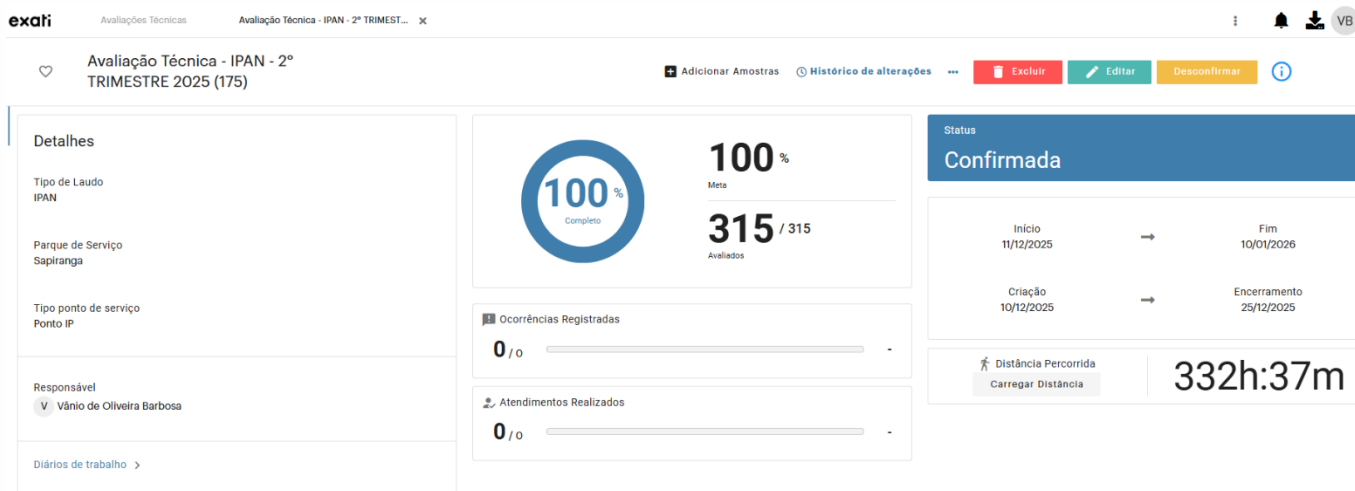 exati
Avaliações Técnicas
Avaliação Técnica - IPAN - 2º TRIMEST...
VB
Avaliação Técnica - IPAN - 2º
TRIMESTRE 2025 (175)
Adicionar Amostras
Histórico de alterações
Excluir
Editar
Desconfirmar
Detalhes
Tipo de Laudo
IPAN
Parque de Serviço
Sapiranga
Tipo ponto de serviço
Ponto IP
Responsável
V Vânio de Oliveira Barbosa
Diários de trabalho
100 %
Completo
100 %
Meta
315 / 315
Avaliados
Ocorrências Registradas
0 / 0 -
Atendimentos Realizados
0 / 0 -
Status
Confirmada
Início
11/12/2025
Fim
10/01/2026
Criação
10/12/2025
Encerramento
25/12/2025
Distância Percorrida
Carregar Distância
332h:37m